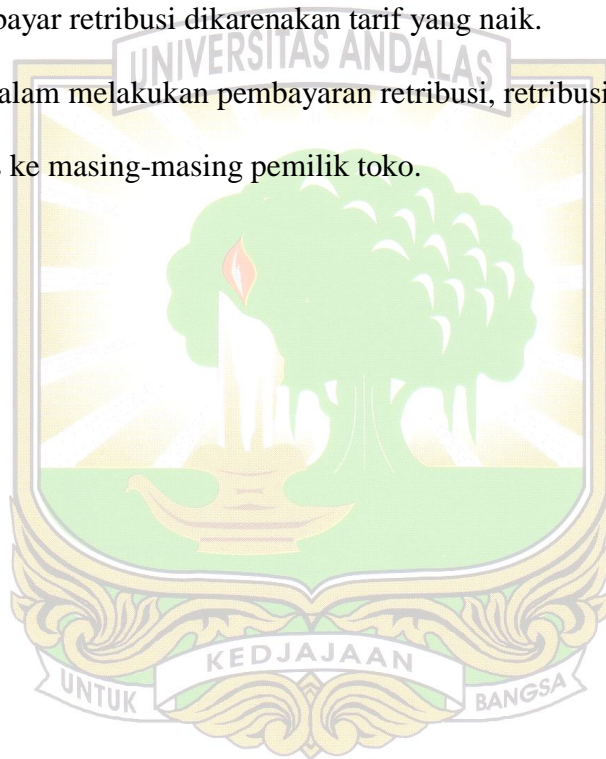 bayar retribusi dikarenakan tarif yang naik.
UNIVERSITAS ANDALAS
alam melakukan pembayaran retribusi, retribusi
ke masing-masing pemilik toko.
KEDJAJAAN
UNTUK
BANGSA